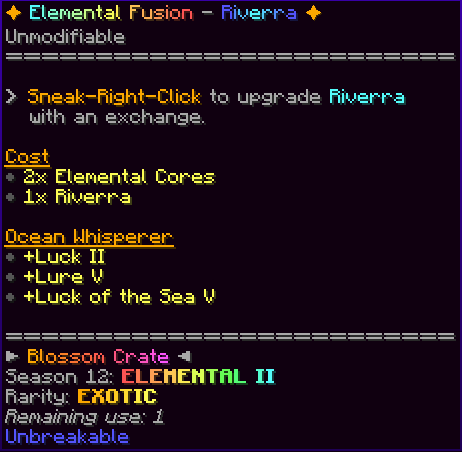 ✦ Elemental Fusion - Riverra ✦
Unmodifiable
==================================
> Sneak-Right-Click to upgrade Riverra
with an exchange.
Cost
• 2x Elemental Cores
• 1x Riverra
Ocean Whisperer
• +Luck II
• +Lure V
• +Luck of the Sea V
==================================
► Blossom Crate ◄
Season 12: ELEMENTAL II
Rarity: EXOTIC
Remaining use: 1
Unbreakable